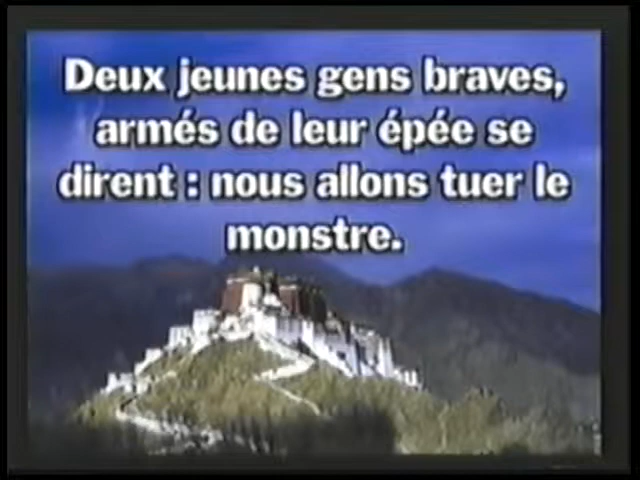 Deux jeunes gens braves,
armés de leur épée se
dirent : nous allons tuer le
monstre.